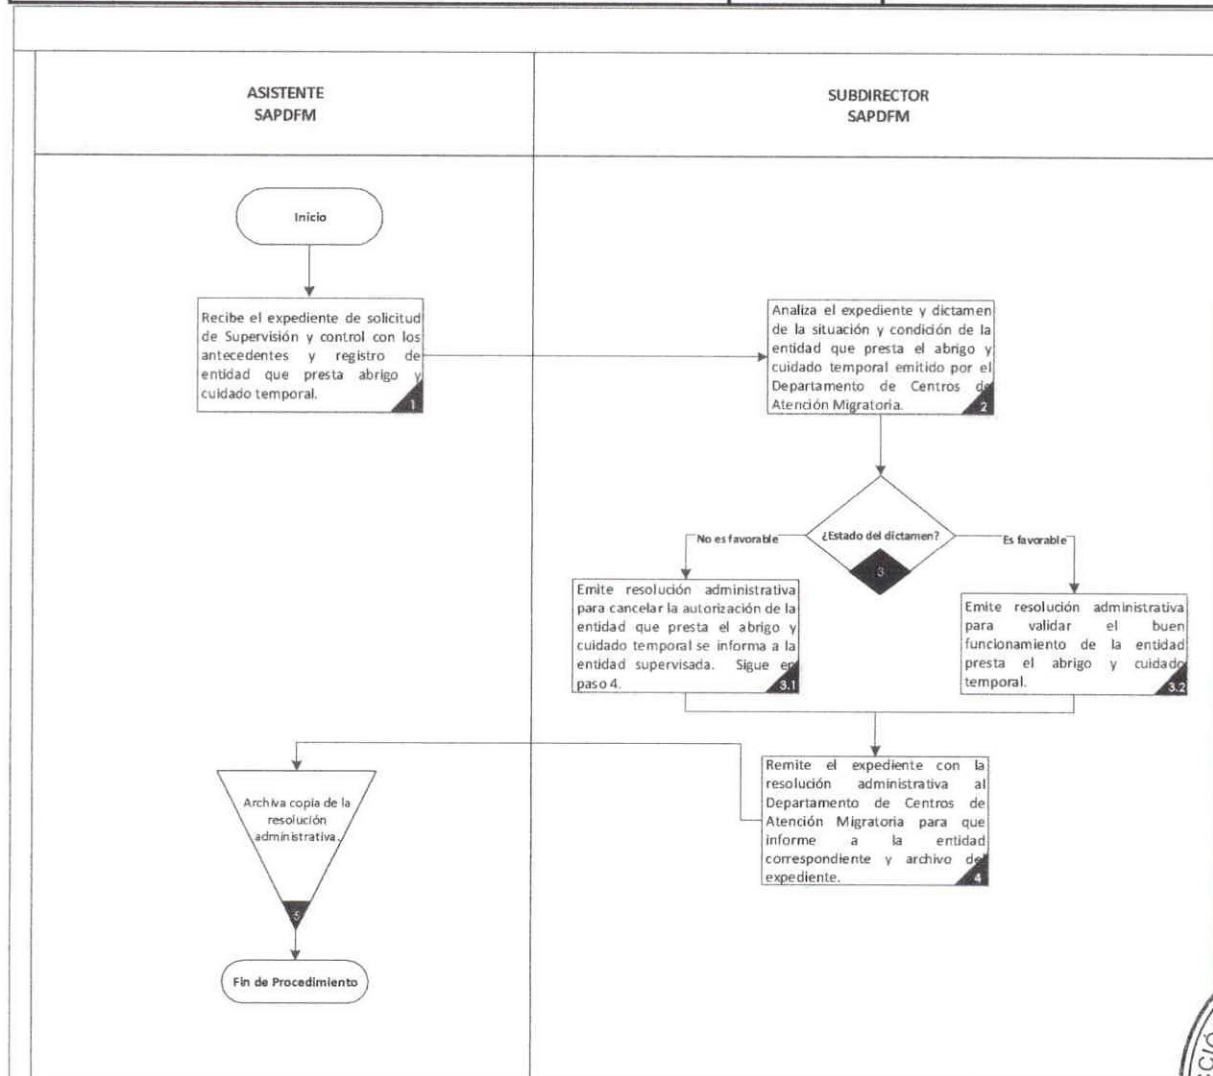 ASISTENTE
SAPDFM
SUBDIRECTOR
SAPDFM
Inicio
Recibe el expediente de solicitud
de Supervisión y control con los
antecedentes y registro de
entidad que presta abrigo y
cuidado temporal.
1
Analiza el expediente y dictamen
de la situación y condición de la
entidad que presta el abrigo y
cuidado temporal emitido por el
Departamento de Centros de
Atención Migratoria.
2
¿Estado del dictamen?
3
No es favorable
Es favorable
Emite resolución administrativa
para cancelar la autorización de la
entidad que presta el abrigo y
cuidado temporal se informa a la
entidad supervisada. Sigue en
paso 4.
3.1
Emite resolución administrativa
para validar el buen
funcionamiento de la entidad
presta el abrigo y cuidado
temporal.
3.2
Remite el expediente con la
resolución administrativa al
Departamento de Centros de
Atención Migratoria para que
informe a la entidad
correspondiente y archivo del
expediente.
4
Archiva copia de la
resolución
administrativa.
5
Fin de Procedimiento